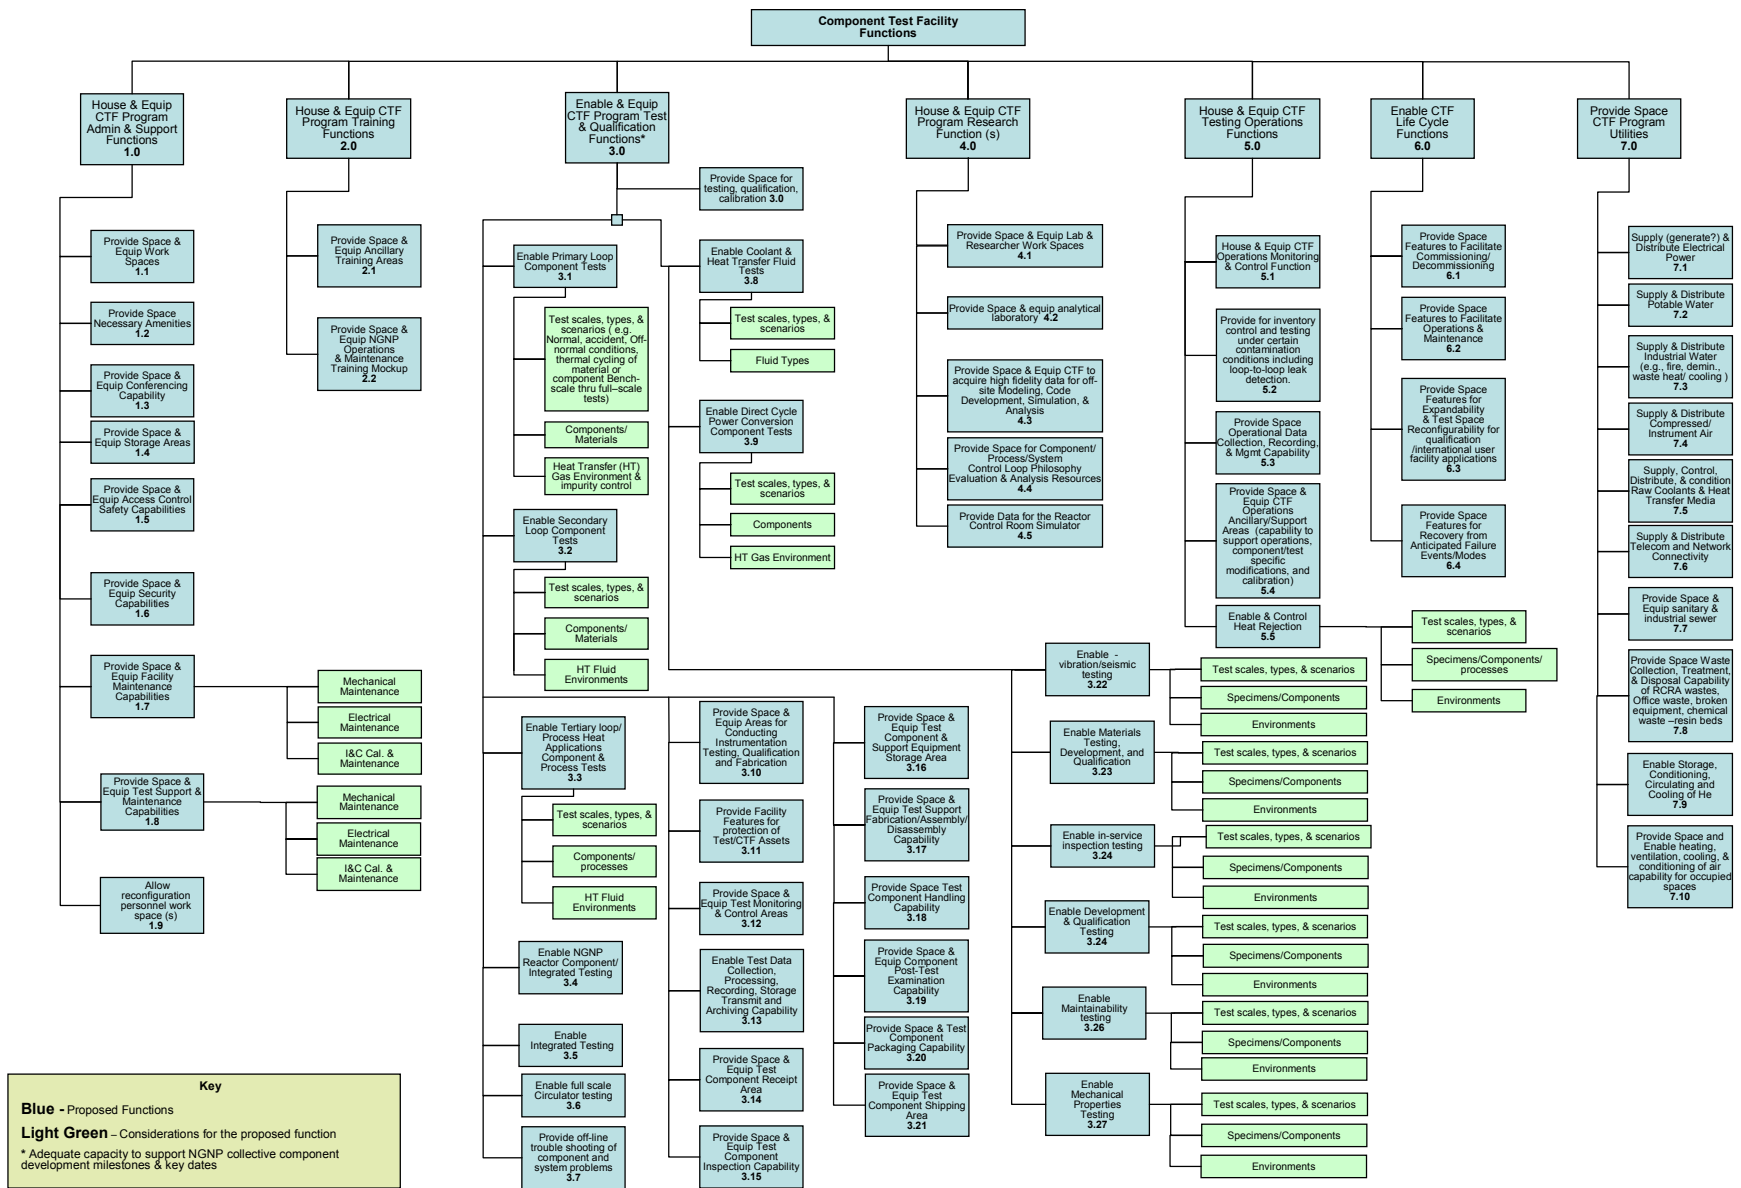 Component Test Facility
Functions
House & Equip
CTF Program
Admin & Support
Functions
1.0
House & Equip CTF
Program Training
Functions
2.0
Enable & Equip
CTF Program Test
& Qualification
Functions*
3.0
House & Equip CTF
Program Research
Function (s)
4.0
House & Equip CTF
Testing Operations
Functions
5.0
Enable CTF
Life Cycle
Functions
6.0
Provide Space
CTF Program
Utilities
7.0
Provide Space &
Equip Work
Spaces
1.1
Provide Space
Necessary Amenities
1.2
Provide Space &
Equip Conferencing
Capability
1.3
Provide Space &
Equip Storage Areas
1.4
Provide Space &
Equip Access Control
Safety Capabilities
1.5
Provide Space &
Equip Security
Capabilities
1.6
Provide Space &
Equip Facility
Maintenance
Capabilities
1.7
Mechanical
Maintenance
Electrical
Maintenance
I&C Cal. &
Maintenance
Provide Space &
Equip Test Support &
Maintenance
Capabilities
1.8
Mechanical
Maintenance
Electrical
Maintenance
I&C Cal. &
Maintenance
Allow
reconfiguration
personnel work
space (s)
1.9
Provide Space &
Equip Ancillary
Training Areas
2.1
Provide Space &
Equip NGNP
Operations
& Maintenance
Training Mockup
2.2
Provide Space for
testing, qualification,
calibration 3.0
Enable Primary Loop
Component Tests
3.1
Test scales, types, &
scenarios ( e.g.
Normal, accident, Off-
normal conditions,
thermal cycling of
material or
component Bench-
scale thru full–scale
tests)
Components/
Materials
Heat Transfer (HT)
Gas Environment &
impurity control
Enable Secondary
Loop Component
Tests
3.2
Test scales, types, &
scenarios
Components/
Materials
HT Fluid
Environments
Enable Tertiary loop/
Process Heat
Applications
Component &
Process Tests
3.3
Test scales, types, &
scenarios
Components/
processes
HT Fluid
Environments
Enable NGNP
Reactor Component/
Integrated Testing
3.4
Enable
Integrated Testing
3.5
Enable full scale
Circulator testing
3.6
Provide off-line
trouble shooting of
component and
system problems
3.7
Enable Coolant &
Heat Transfer Fluid
Tests
3.8
Test scales, types, &
scenarios
Fluid Types
Enable Direct Cycle
Power Conversion
Component Tests
3.9
Test scales, types, &
scenarios
Components
HT Gas Environment
Provide Space &
Equip Areas for
Conducting
Instrumentation
Testing, Qualification
and Fabrication
3.10
Provide Facility
Features for
protection of
Test/CTF Assets
3.11
Provide Space &
Equip Test Monitoring
& Control Areas
3.12
Enable Test Data
Collection,
Processing,
Recording, Storage
Transmit and
Archiving Capability
3.13
Provide Space &
Equip Test
Component Receipt
Area
3.14
Provide Space &
Equip Test
Component
Inspection Capability
3.15
Provide Space &
Equip Test
Component &
Support Equipment
Storage Area
3.16
Provide Space &
Equip Test Support
Fabrication/Assembly/
Disassembly
Capability
3.17
Provide Space Test
Component Handling
Capability
3.18
Provide Space &
Equip Component
Post-Test
Examination
Capability
3.19
Provide Space & Test
Component
Packaging Capability
3.20
Provide Space &
Equip Test
Component Shipping
Area
3.21
Enable -
vibration/seismic
testing
3.22
Test scales, types, & scenarios
Specimens/Components
Environments
Enable Materials
Testing,
Development, and
Qualification
3.23
Test scales, types, & scenarios
Specimens/Components
Environments
Enable in-service
inspection testing
3.24
Test scales, types, & scenarios
Specimens/Components
Environments
Enable Development
& Qualification
Testing
3.24
Test scales, types, & scenarios
Specimens/Components
Environments
Enable
Maintainability
testing
3.26
Test scales, types, & scenarios
Specimens/Components
Environments
Enable
Mechanical
Properties
Testing
3.27
Test scales, types, & scenarios
Specimens/Components
Environments
Provide Space & Equip Lab &
Researcher Work Spaces
4.1
Provide Space & equip analytical
laboratory 4.2
Provide Space & Equip CTF to
acquire high fidelity data for off-
site Modeling, Code
Development, Simulation, &
Analysis
4.3
Provide Space for Component/
Process/System
Control Loop Philosophy
Evaluation & Analysis Resources
4.4
Provide Data for the Reactor
Control Room Simulator
4.5
House & Equip CTF
Operations Monitoring
& Control Function
5.1
Provide for inventory
control and testing
under certain
contamination
conditions including
loop-to-loop leak
detection.
5.2
Provide Space
Operational Data
Collection, Recording,
& Mgmt Capability
5.3
Provide Space &
Equip CTF
Operations
Ancillary/Support
Areas (capability to
support operations,
component/test
specific
modifications, and
calibration)
5.4
Enable & Control
Heat Rejection
5.5
Test scales, types, &
scenarios
Specimens/Components/
processes
Environments
Provide Space
Features to Facilitate
Commissioning/
Decommissioning
6.1
Provide Space
Features to Facilitate
Operations &
Maintenance
6.2
Provide Space
Features for
Expandability
& Test Space
Reconfigurability for
qualification
/international user
facility applications
6.3
Provide Space
Features for
Recovery from
Anticipated Failure
Events/Modes
6.4
Supply (generate?) &
Distribute Electrical
Power
7.1
Supply & Distribute
Potable Water
7.2
Supply & Distribute
Industrial Water
(e.g., fire, demin.,
waste heat/ cooling )
7.3
Supply & Distribute
Compressed/
Instrument Air
7.4
Supply, Control,
Distribute, & condition
Raw Coolants & Heat
Transfer Media
7.5
Supply & Distribute
Telecom and Network
Connectivity
7.6
Provide Space &
Equip sanitary &
industrial sewer
7.7
Provide Space Waste
Collection, Treatment,
& Disposal Capability
of RCRA wastes,
Office waste, broken
equipment, chemical
waste –resin beds
7.8
Enable Storage,
Conditioning,
Circulating and
Cooling of He
7.9
Provide Space and
Enable heating,
ventilation, cooling, &
conditioning of air
capability for occupied
spaces
7.10
Key
Blue - Proposed Functions
Light Green – Considerations for the proposed function
* Adequate capacity to support NGNP collective component
development milestones & key dates